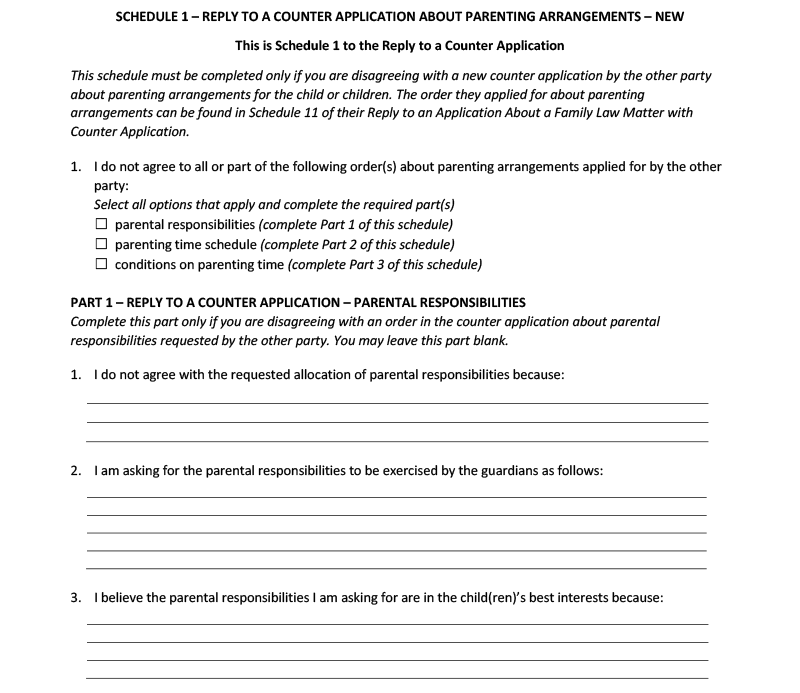 SCHEDULE 1 – REPLY TO A COUNTER APPLICATION ABOUT PARENTING ARRANGEMENTS – NEW
This is Schedule 1 to the Reply to a Counter Application
This schedule must be completed only if you are disagreeing with a new counter application by the other party
about parenting arrangements for the child or children. The order they applied for about parenting
arrangements can be found in Schedule 11 of their Reply to an Application About a Family Law Matter with
Counter Application.
1. I do not agree to all or part of the following order(s) about parenting arrangements applied for by the other
party:
Select all options that apply and complete the required part(s)
☐ parental responsibilities (complete Part 1 of this schedule)
☐ parenting time schedule (complete Part 2 of this schedule)
☐ conditions on parenting time (complete Part 3 of this schedule)
PART 1 – REPLY TO A COUNTER APPLICATION – PARENTAL RESPONSIBILITIES
Complete this part only if you are disagreeing with an order in the counter application about parental
responsibilities requested by the other party. You may leave this part blank.
1. I do not agree with the requested allocation of parental responsibilities because:
2. I am asking for the parental responsibilities to be exercised by the guardians as follows:
3. I believe the parental responsibilities I am asking for are in the child(ren)’s best interests because: